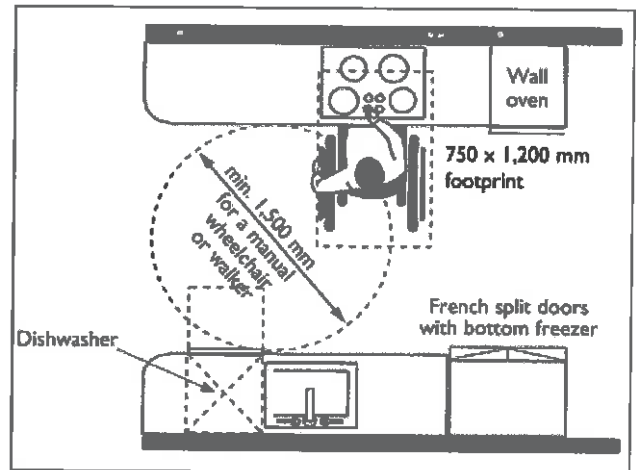 Wall
oven
750 x 1,200 mm
footprint
min. 1,500 mm
for a manual
wheelchair
or walker
French split doors
with bottom freezer
Dishwasher